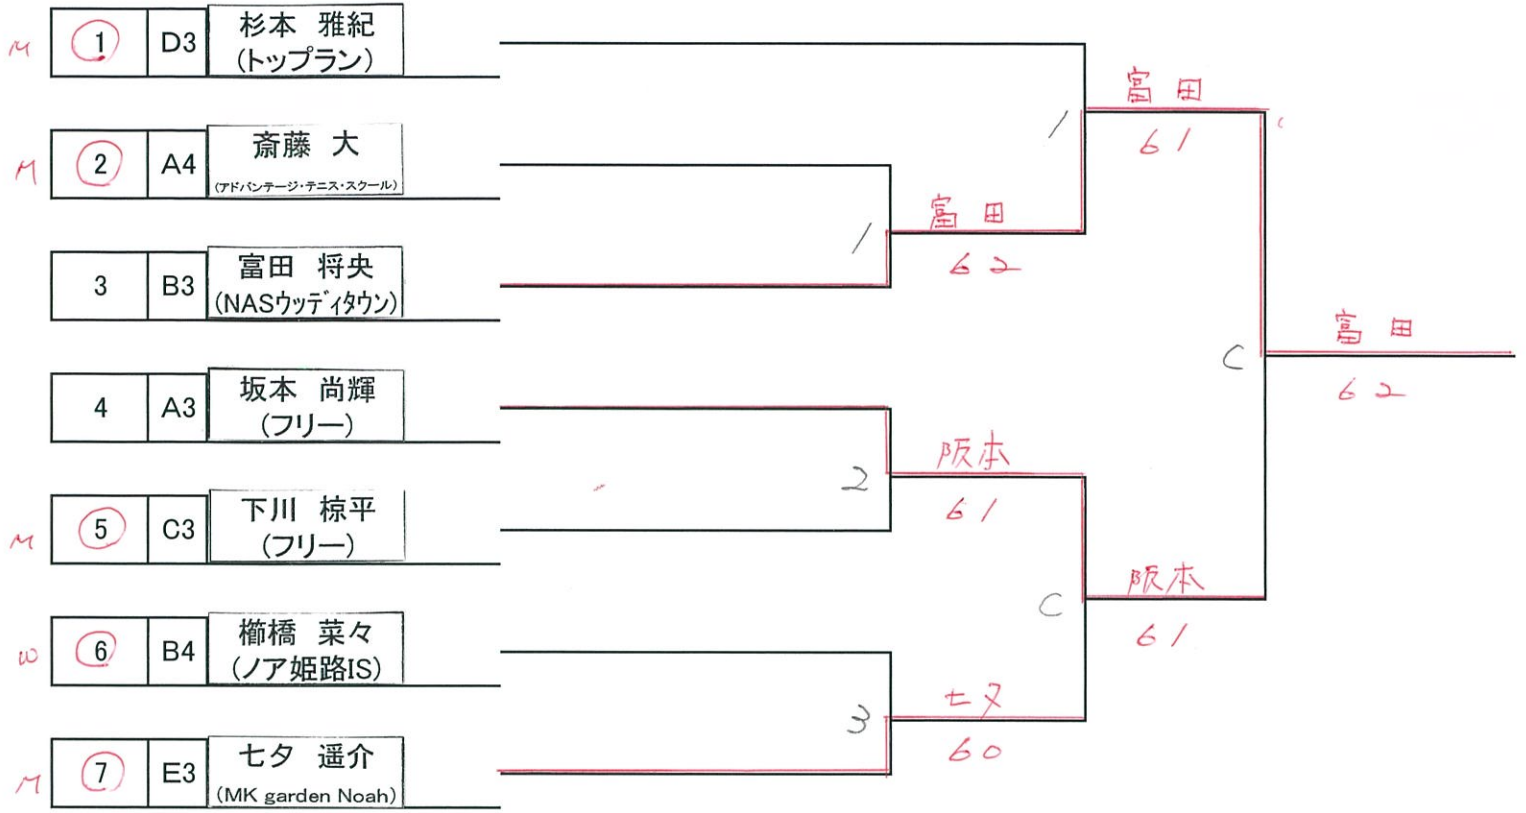 M ① D3 杉本 雅紀
(トップラン)
富田
1
61
M ② A4 斎藤 大
(アドバンテージ・テニス・スクール)
富田
1
62
3 B3 富田 将央
(NASウッディタウン)
富田
C
62
4 A3 坂本 尚輝
(フリー)
阪本
2
61
M ⑤ C3 下川 椋平
(フリー)
阪本
C
61
W ⑥ B4 櫛橋 菜々
(ノア姫路IS)
七夕
3
60
M ⑦ E3 七夕 遥介
(MK garden Noah)